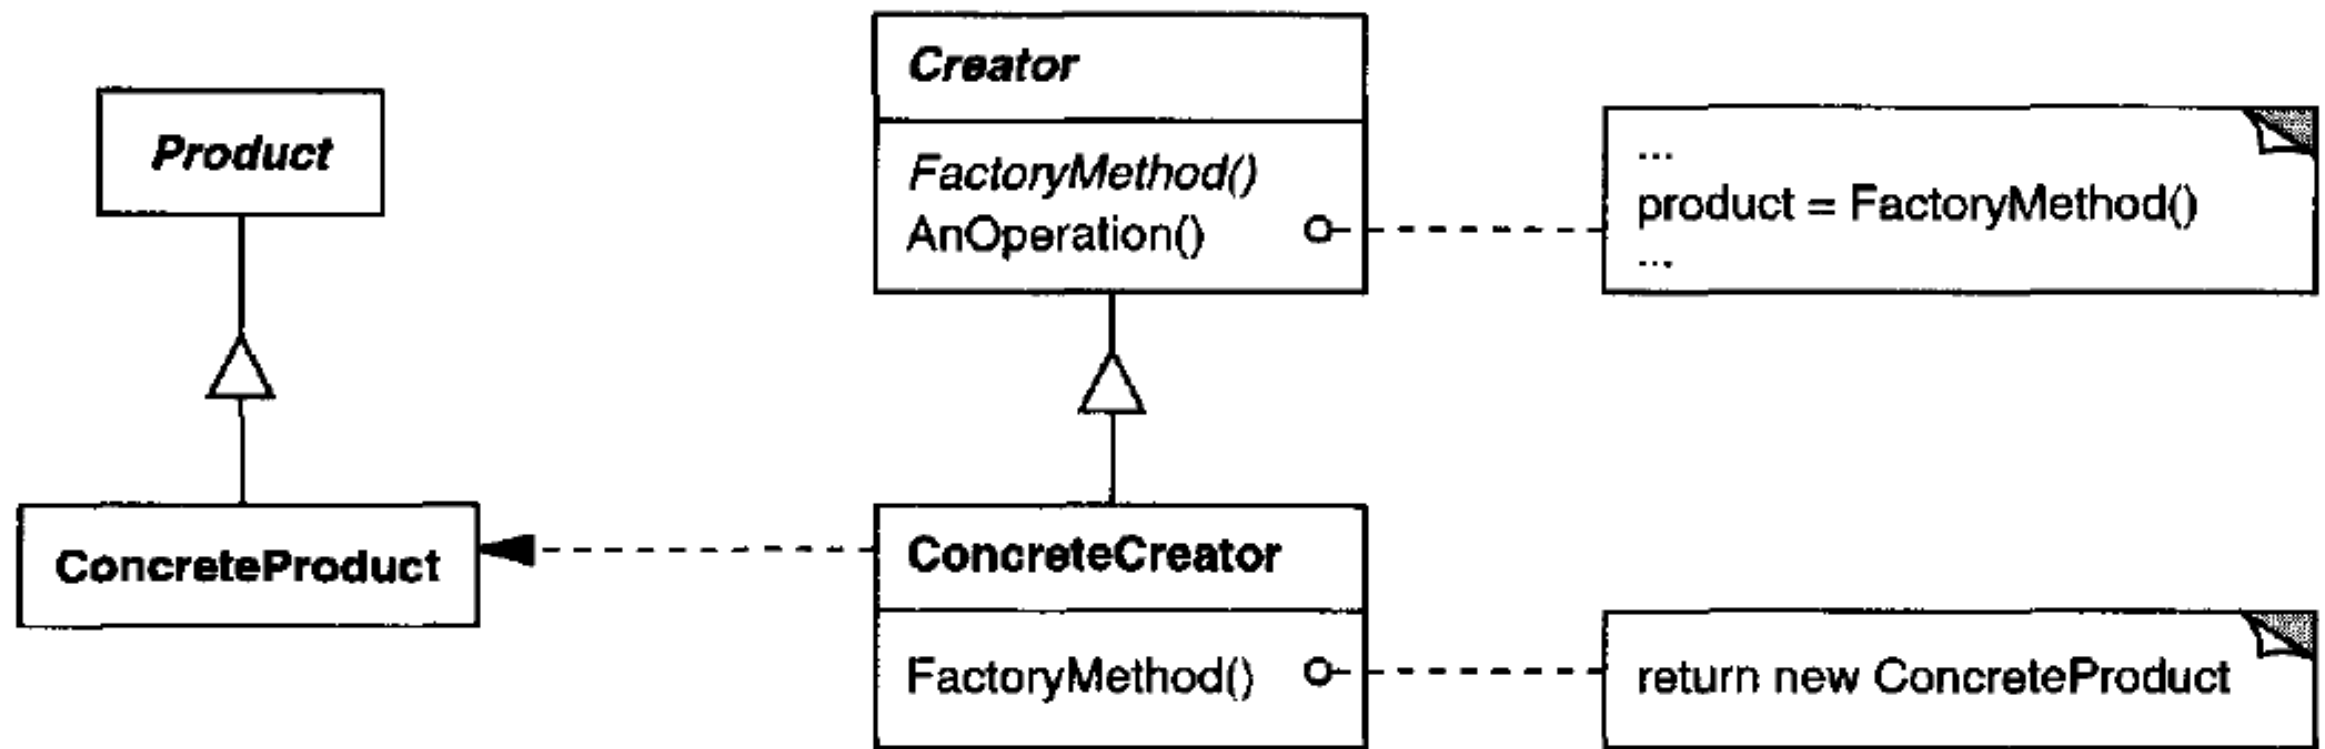 Product
ConcreteProduct
Creator
FactoryMethod()
AnOperation()
...
product = FactoryMethod()
...
ConcreteCreator
FactoryMethod()
return new ConcreteProduct